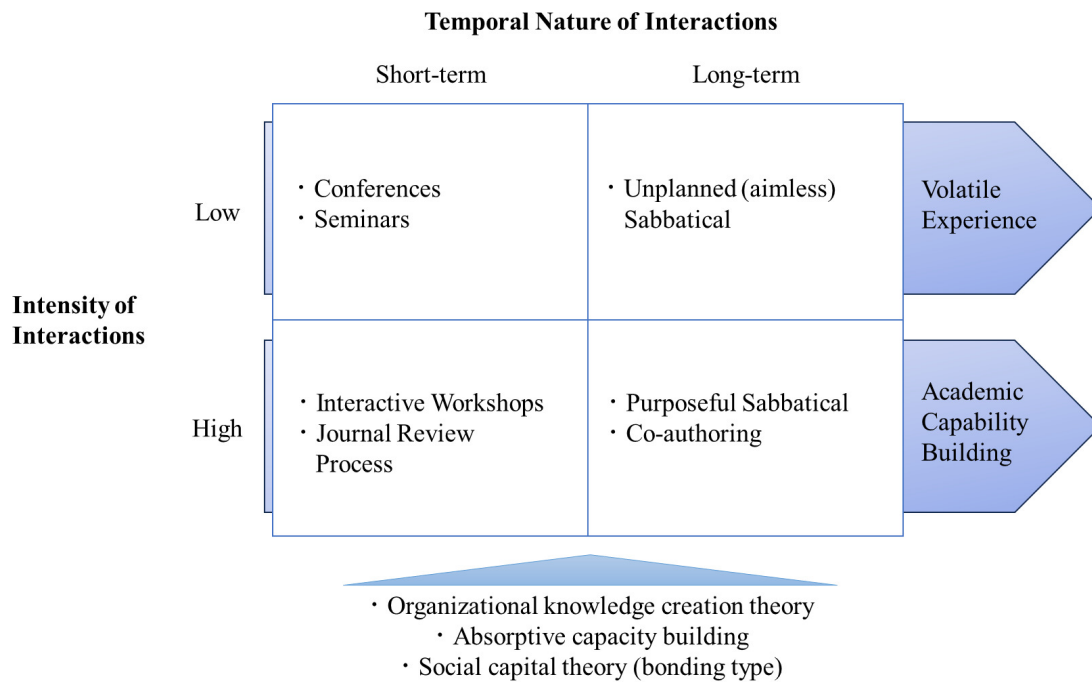 Temporal Nature of Interactions
Short-term
Long-term
Low
・Conferences
・Seminars
・Unplanned (aimless)
Sabbatical
Volatile
Experience
Intensity of
Interactions
High
・Interactive Workshops
・Journal Review
Process
・Purposeful Sabbatical
・Co-authoring
Academic
Capability
Building
・Organizational knowledge creation theory
・Absorptive capacity building
・Social capital theory (bonding type)